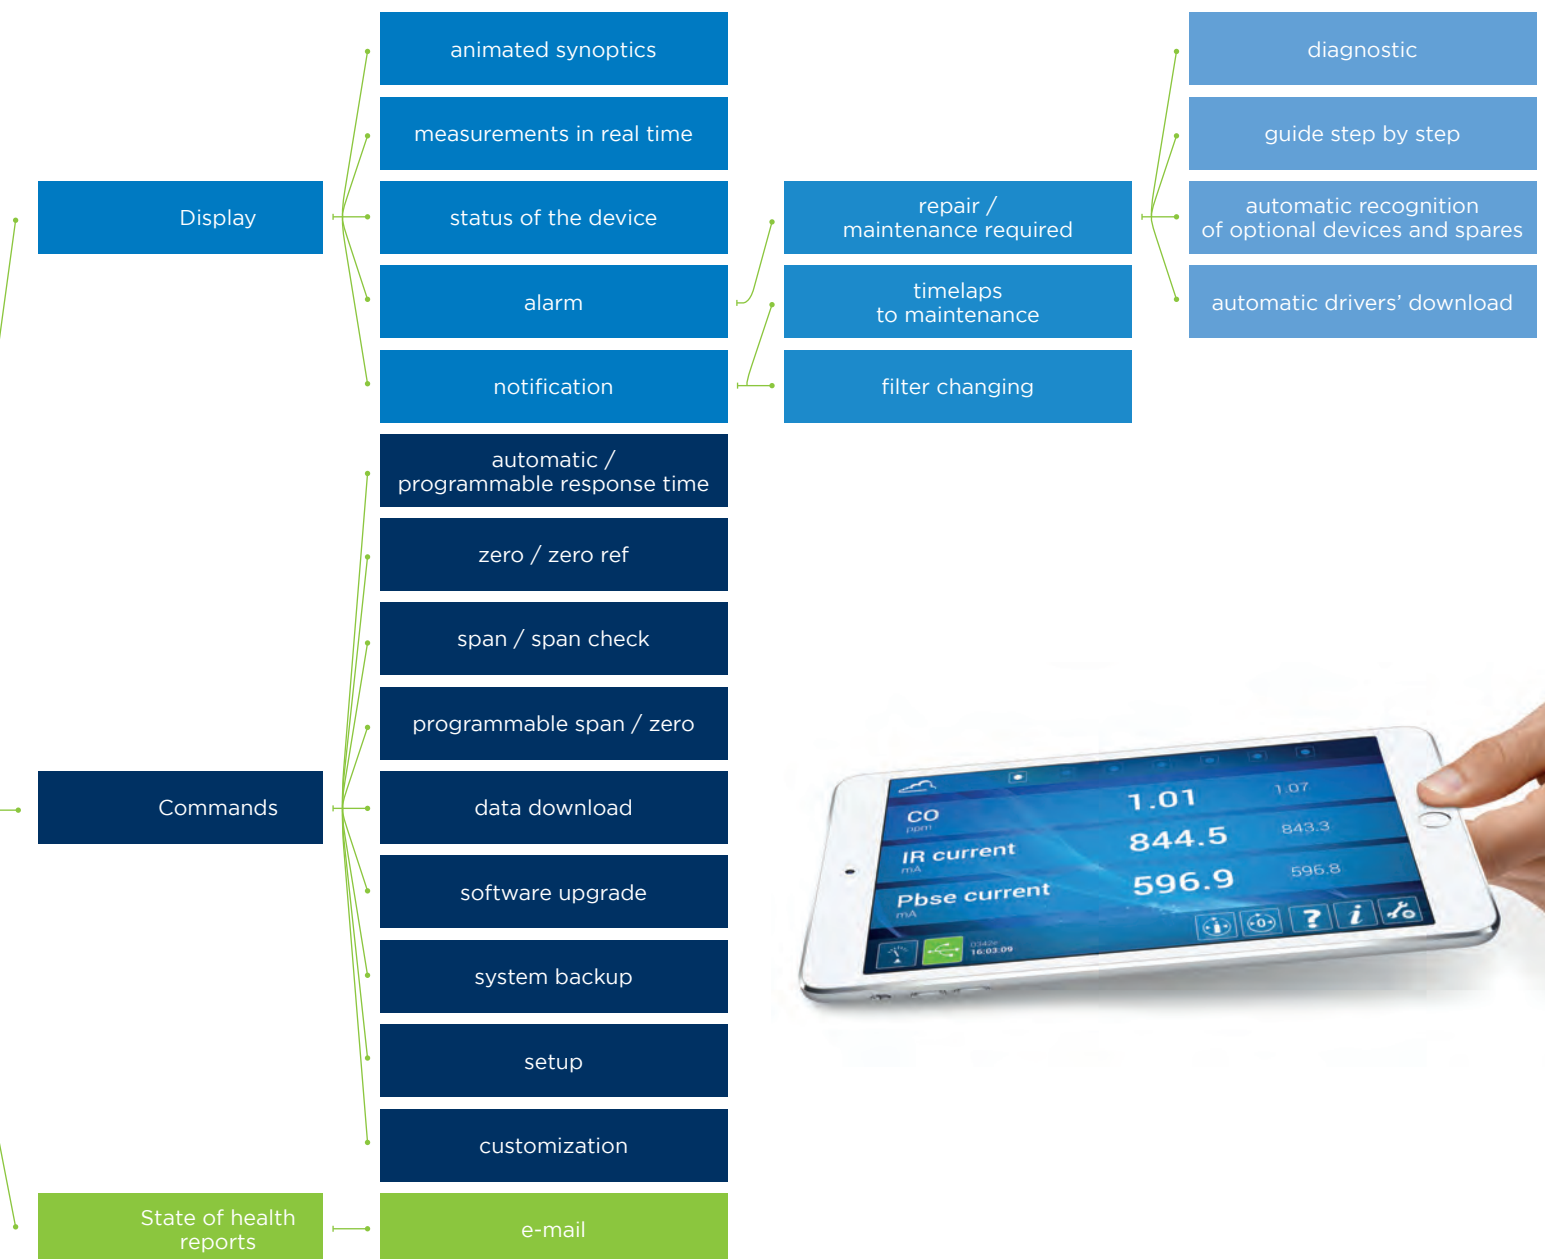 Display
animated synoptics
measurements in real time
status of the device
alarm
notification
repair /
maintenance required
timelaps
to maintenance
filter changing
diagnostic
guide step by step
automatic recognition
of optional devices and spares
automatic drivers’ download
Commands
automatic /
programmable response time
zero / zero ref
span / span check
programmable span / zero
data download
software upgrade
system backup
setup
customization
State of health
reports
e-mail
CO 1.01 1.07
ppm
IR current 844.5 843.3
mA
Pbse current 596.9 596.8
mA
16:03:09
0
?
i